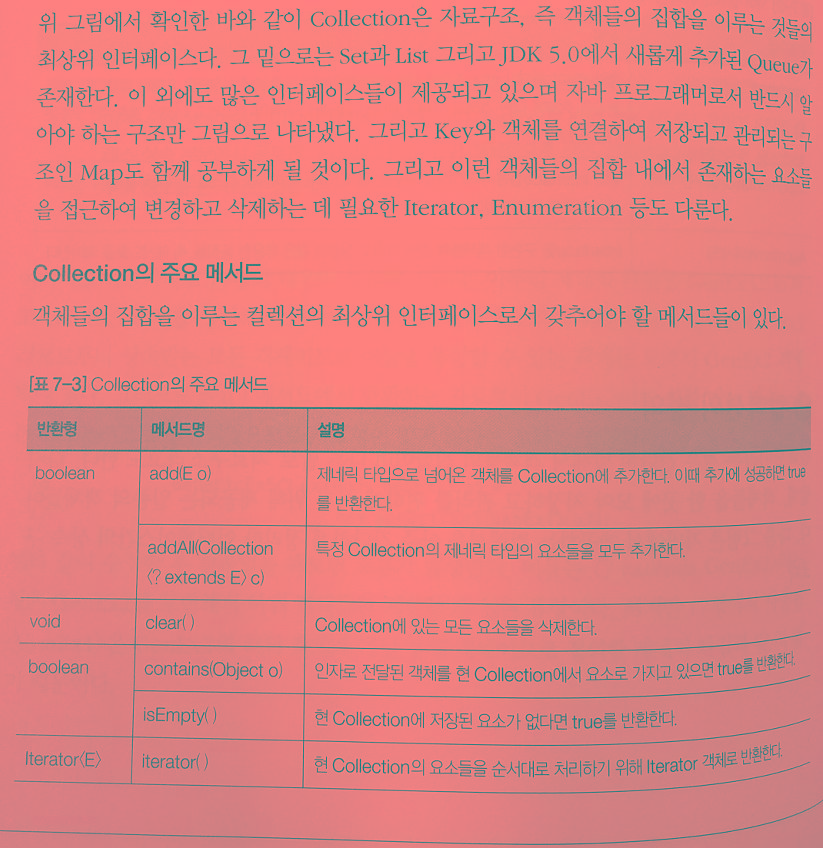 위 그림에서 확인한 바와 같이 Collection은 자료구조, 즉 객체들의 집합을 이루는 것들의
최상위 인터페이스다. 그 밑으로는 Set과 List 그리고 JDK 5.0에서 새롭게 추가된 Queue가
존재한다. 이 외에도 많은 인터페이스들이 제공되고 있으며 자바 프로그래머로서 반드시 알
아야 하는 구조만 그림으로 나타냈다. 그리고 Key와 객체를 연결하여 저장되고 관리되는 구
조인 Map도 함께 공부하게 될 것이다. 그리고 이런 객체들의 집합 내에서 존재하는 요소들
을 접근하여 변경하고 삭제하는 데 필요한 Iterator, Enumeration 등도 다룬다.
Collection의 주요 메서드
객체들의 집합을 이루는 컬렉션의 최상위 인터페이스로서 갖추어야 할 메서드들이 있다.
[표 7-3] Collection의 주요 메서드
반환형 메서드명 설명
boolean add(E o) 제네릭 타입으로 넘어온 객체를 Collection에 추가한다. 이때 추가에 성공하면 true
를 반환한다.
addAll(Collection 특정 Collection의 제네릭 타입의 요소들을 모두 추가한다.
〈? extends E〉 c)
void clear( ) Collection에 있는 모든 요소들을 삭제한다.
boolean contains(Object o) 인자로 전달된 객체를 현 Collection에서 요소로 가지고 있으면 true를 반환한다.
isEmpty( ) 현 Collection에 저장된 요소가 없다면 true를 반환한다.
Iterator〈E〉 iterator( ) 현 Collection의 요소들을 순서대로 처리하기 위해 Iterator 객체로 반환한다.